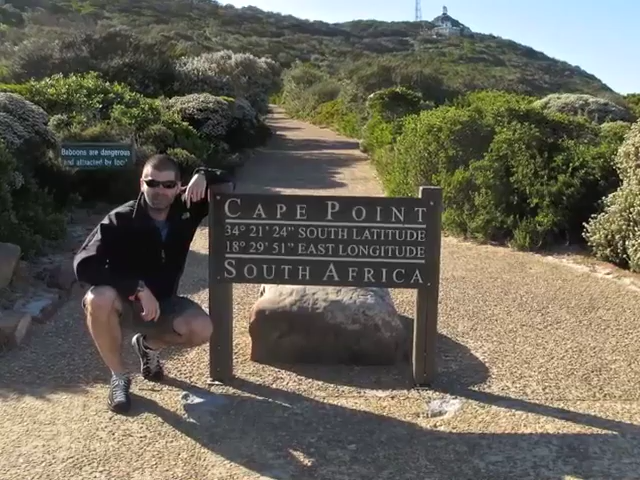 Baboons are dangerous
and attracted by food
CAPE POINT
34° 21' 24" SOUTH LATITUDE
18° 29' 51" EAST LONGITUDE
SOUTH AFRICA